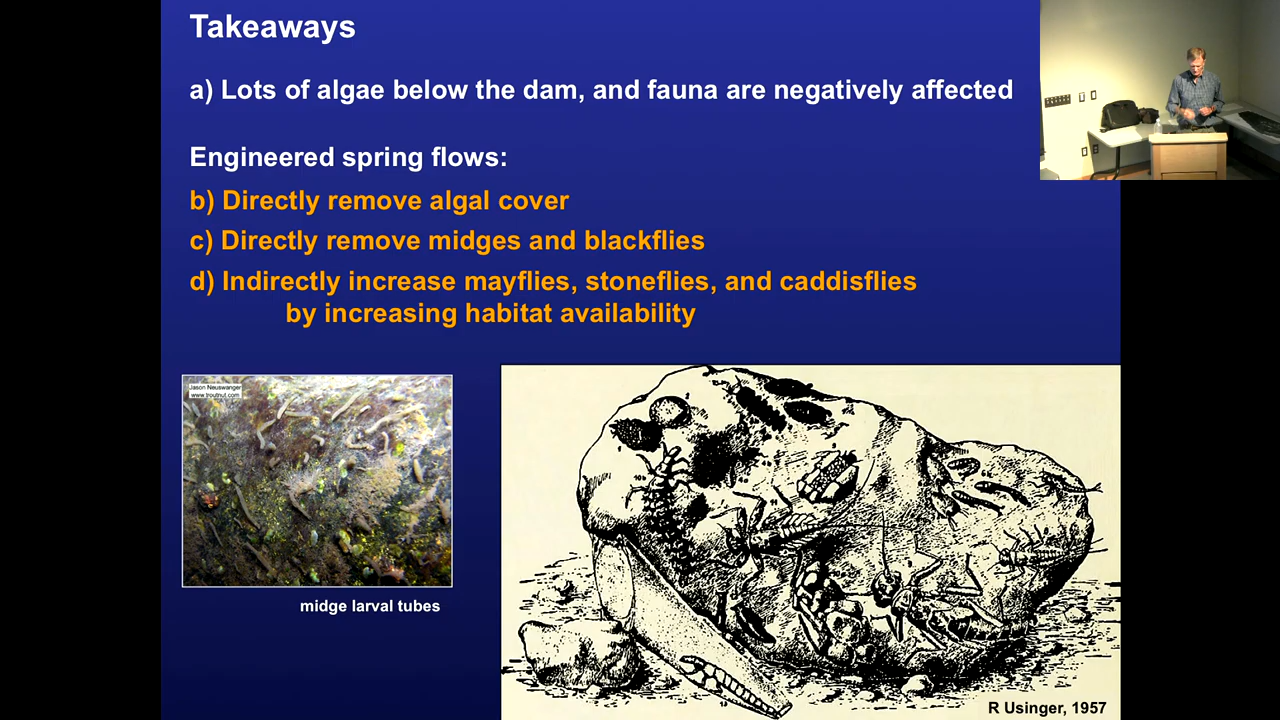 Takeaways
a) Lots of algae below the dam, and fauna are negatively affected
Engineered spring flows:
b) Directly remove algal cover
c) Directly remove midges and blackflies
d) Indirectly increase mayflies, stoneflies, and caddisflies
by increasing habitat availability
Jason Neuswanger
www.troutnut.com
midge larval tubes
R Usinger, 1957